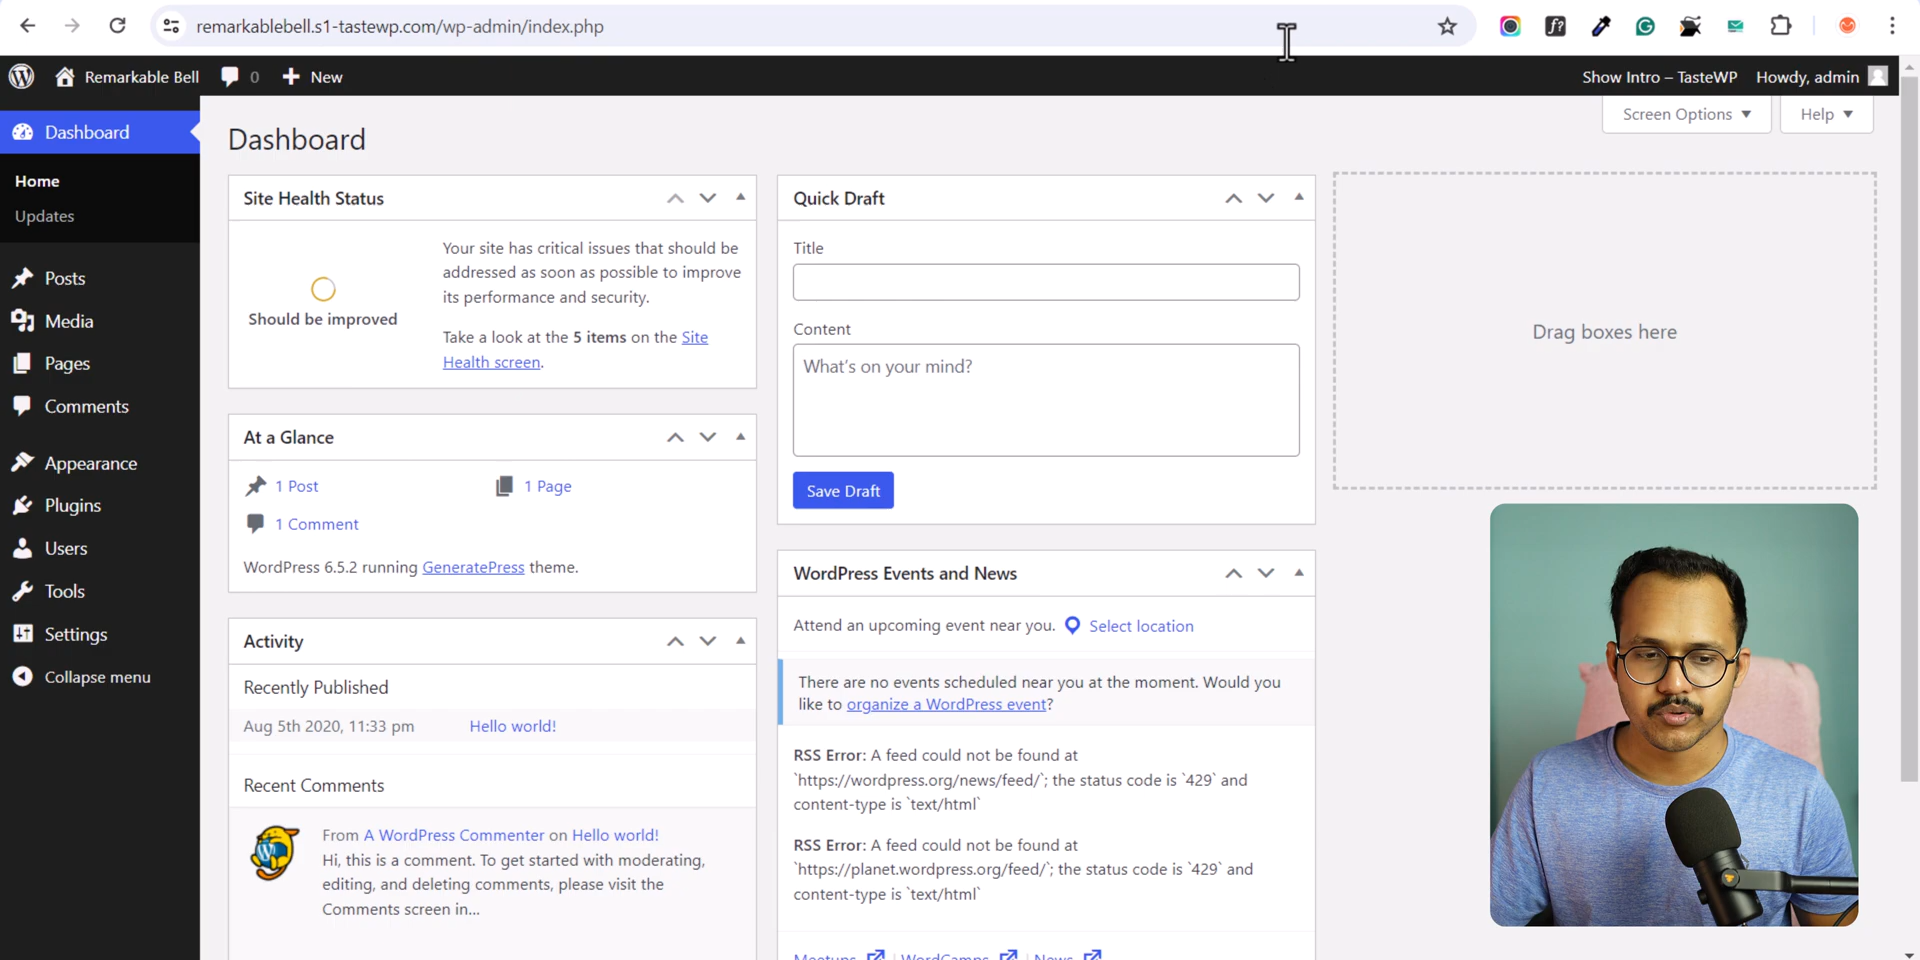 remarkablebell.s1-tastewp.com/wp-admin/index.php
Remarkable Bell
0
New
Show Intro – TasteWP
Howdy, admin
Dashboard
Home
Updates
Posts
Media
Pages
Comments
Appearance
Plugins
Users
Tools
Settings
Collapse menu
Screen Options
Help
Dashboard
Site Health Status
Should be improved
Your site has critical issues that should be
addressed as soon as possible to improve
its performance and security.
Take a look at the 5 items on the Site
Health screen.
At a Glance
1 Post
1 Page
1 Comment
WordPress 6.5.2 running GeneratePress theme.
Activity
Recently Published
Aug 5th 2020, 11:33 pm
Hello world!
Recent Comments
From A WordPress Commenter on Hello world!
Hi, this is a comment. To get started with moderating,
editing, and deleting comments, please visit the
Comments screen in...
Quick Draft
Title
Content
What's on your mind?
Save Draft
WordPress Events and News
Attend an upcoming event near you.
Select location
There are no events scheduled near you at the moment. Would you
like to organize a WordPress event?
RSS Error: A feed could not be found at
`https://wordpress.org/news/feed/`; the status code is `429` and
content-type is `text/html`
RSS Error: A feed could not be found at
`https://planet.wordpress.org/feed/`; the status code is `429` and
content-type is `text/html`
Meetups
WordCamps
News
Drag boxes here